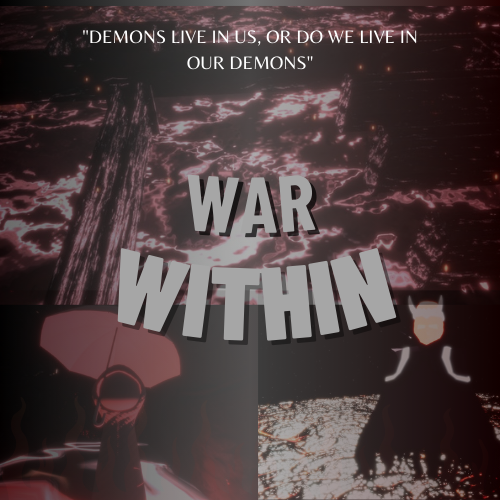 "DEMONS LIVE IN US, OR DO WE LIVE IN
OUR DEMONS"
WAR
WITHIN